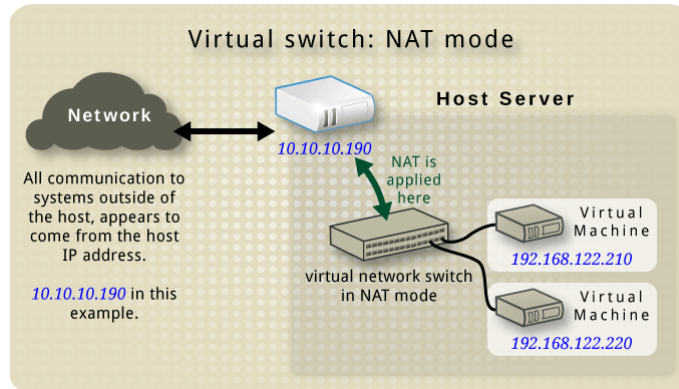 Virtual switch: NAT mode
Network
Host Server
10.10.10.190
NAT is
applied
here
All communication to
systems outside of
the host, appears to
come from the host
IP address.
10.10.10.190 in this
example.
virtual network switch
in NAT mode
Virtual
Machine
192.168.122.210
Virtual
Machine
192.168.122.220